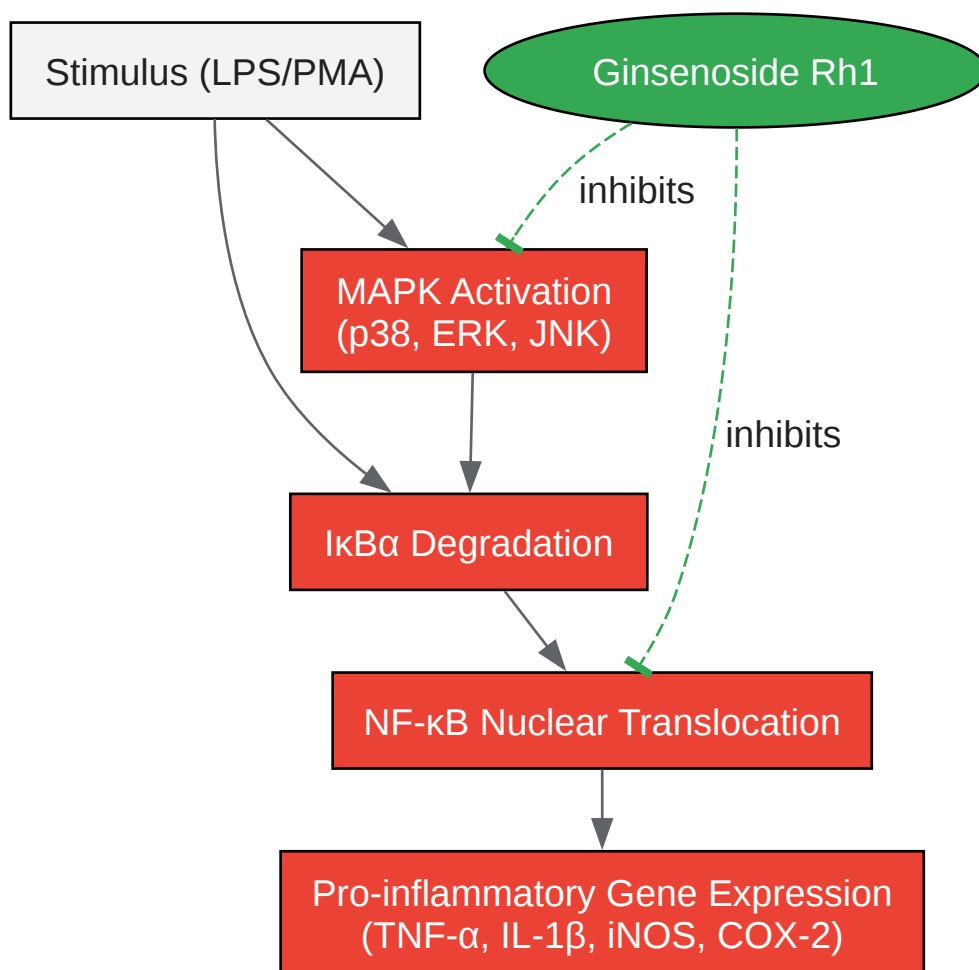 Stimulus (LPS/PMA)
Ginsenoside Rh1
inhibits
MAPK Activation
(p38, ERK, JNK)
inhibits
IκBα Degradation
NF-κB Nuclear Translocation
Pro-inflammatory Gene Expression
(TNF-α, IL-1β, iNOS, COX-2)